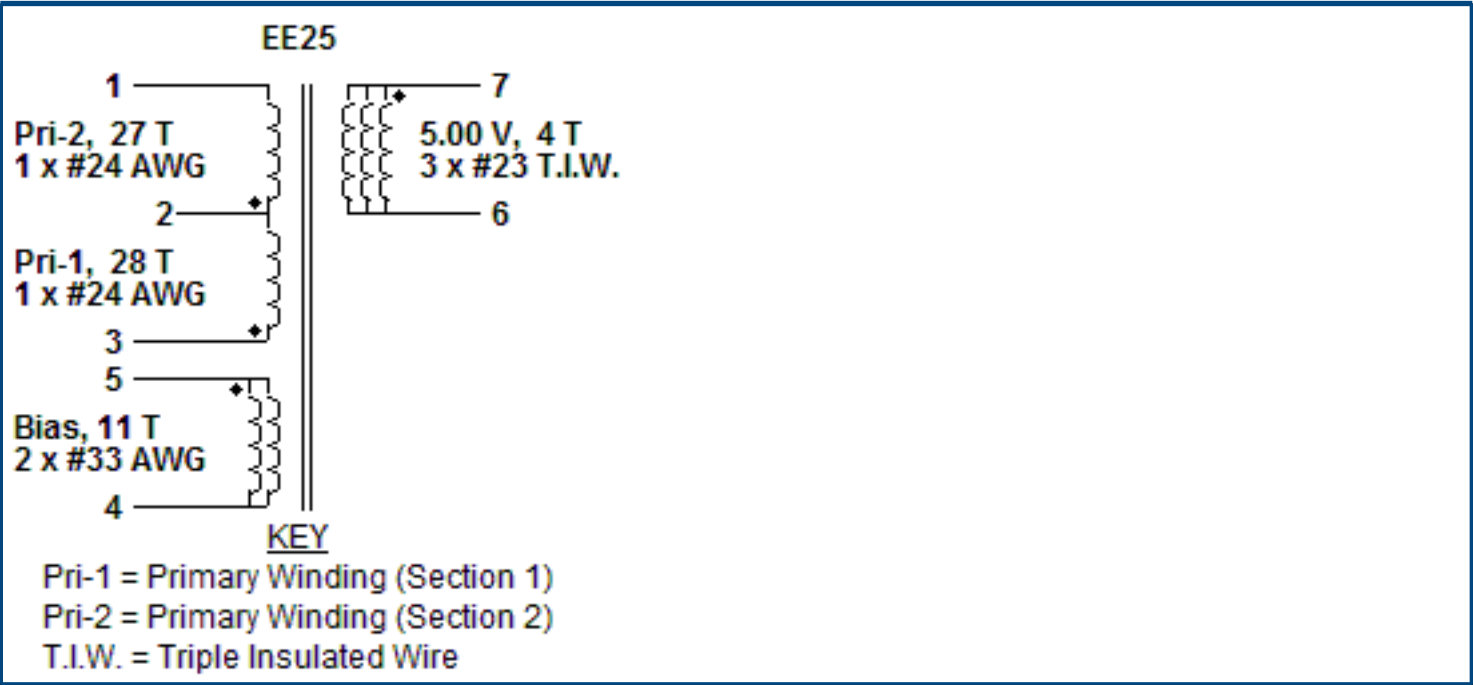 EE25
1
7
Pri-2, 27 T
1 x #24 AWG
5.00 V, 4 T
3 x #23 T.I.W.
2
6
Pri-1, 28 T
1 x #24 AWG
3
5
Bias, 11 T
2 x #33 AWG
4
KEY
Pri-1 = Primary Winding (Section 1)
Pri-2 = Primary Winding (Section 2)
T.I.W. = Triple Insulated Wire